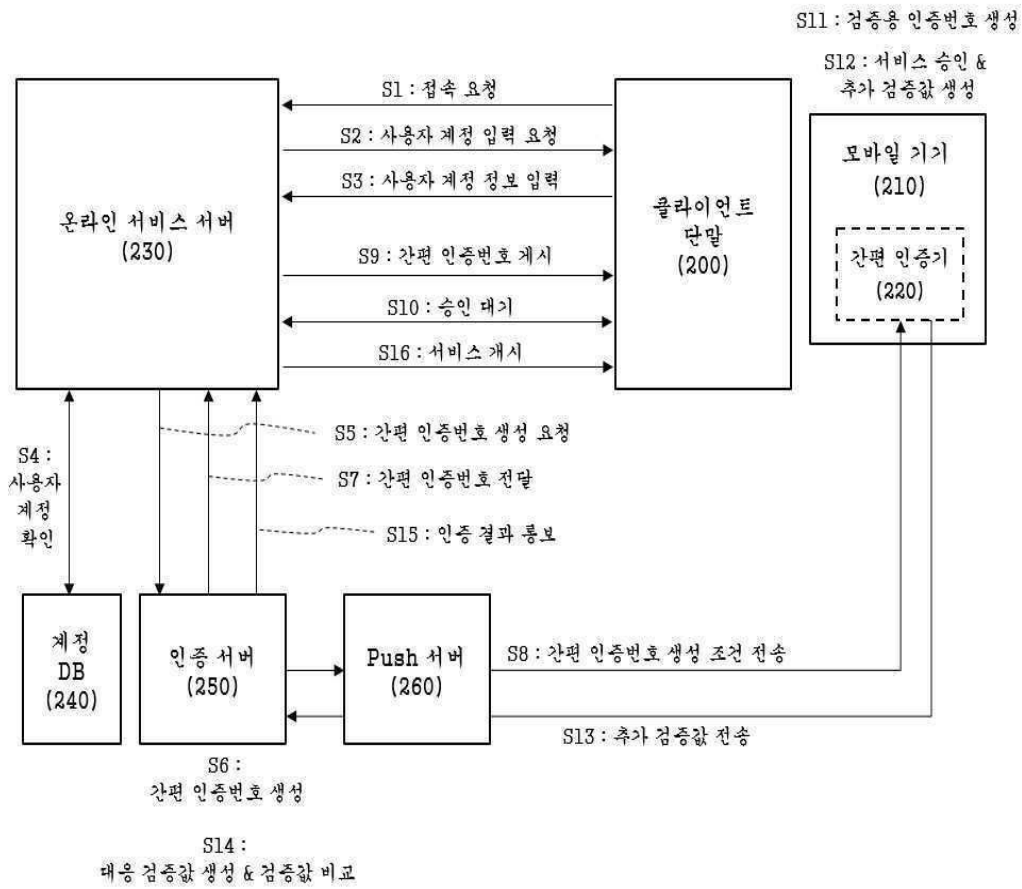 S11 : 검증용 인증번호 생성
S12 : 서비스 승인 &
추가 검증값 생성
S1 : 접속 요청
S2 : 사용자 계정 입력 요청
S3 : 사용자 계정 정보 입력
온라인 서비스 서버
(230)
S9 : 간편 인증번호 게시
S10 : 승인 대기
S16 : 서비스 개시
클라이언트
단말
(200)
모바일 기기
(210)
간편 인증기
(220)
S4 :
사용자
계정
확인
S5 : 간편 인증번호 생성 요청
S7 : 간편 인증번호 전달
S15 : 인증 결과 통보
계정
DB
(240)
인증 서버
(250)
Push 서버
(260)
S8 : 간편 인증번호 생성 조건 전송
S13 : 추가 검증값 전송
S6 :
간편 인증번호 생성
S14 :
대응 검증값 생성 & 검증값 비교